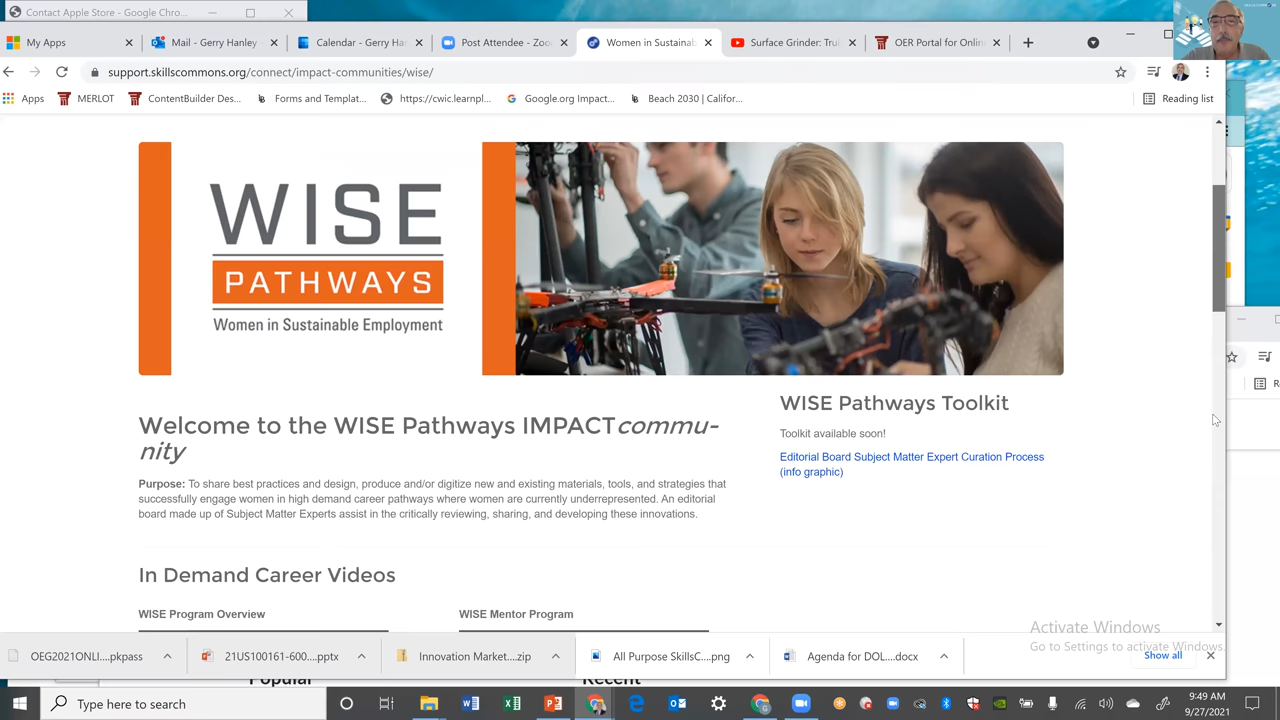 Contact Apple Store - Google Chro...
My Apps
Mail - Gerry Hanley
Calendar - Gerry Ha
Post Attendee - Zoo
Women in Sustainab
Surface Grinder: Tru
OER Portal for Onlin
support.skillscommons.org/connect/impact-communities/wise/
Apps
MERLOT
ContentBuilder Des...
Forms and Templat...
https://cwic.learnpl...
Google.org Impact...
Beach 2030 | Califor...
Reading list
WISE
PATHWAYS
Women in Sustainable Employment
Welcome to the WISE Pathways IMPACTcommu-
nity
Purpose: To share best practices and design, produce and/or digitize new and existing materials, tools, and strategies that
successfully engage women in high demand career pathways where women are currently underrepresented. An editorial
board made up of Subject Matter Experts assist in the critically reviewing, sharing, and developing these innovations.
WISE Pathways Toolkit
Toolkit available soon!
Editorial Board Subject Matter Expert Curation Process
(info graphic)
In Demand Career Videos
WISE Program Overview
WISE Mentor Program
Activate Windows
Go to Settings to activate Windows.
OEG2021ONLI....pkpass
21US100161-600....pptx
Innovation Market....zip
All Purpose SkillsC....png
Agenda for DOL....docx
Show all
Popular
Recent
Type here to search
9:49 AM
9/27/2021